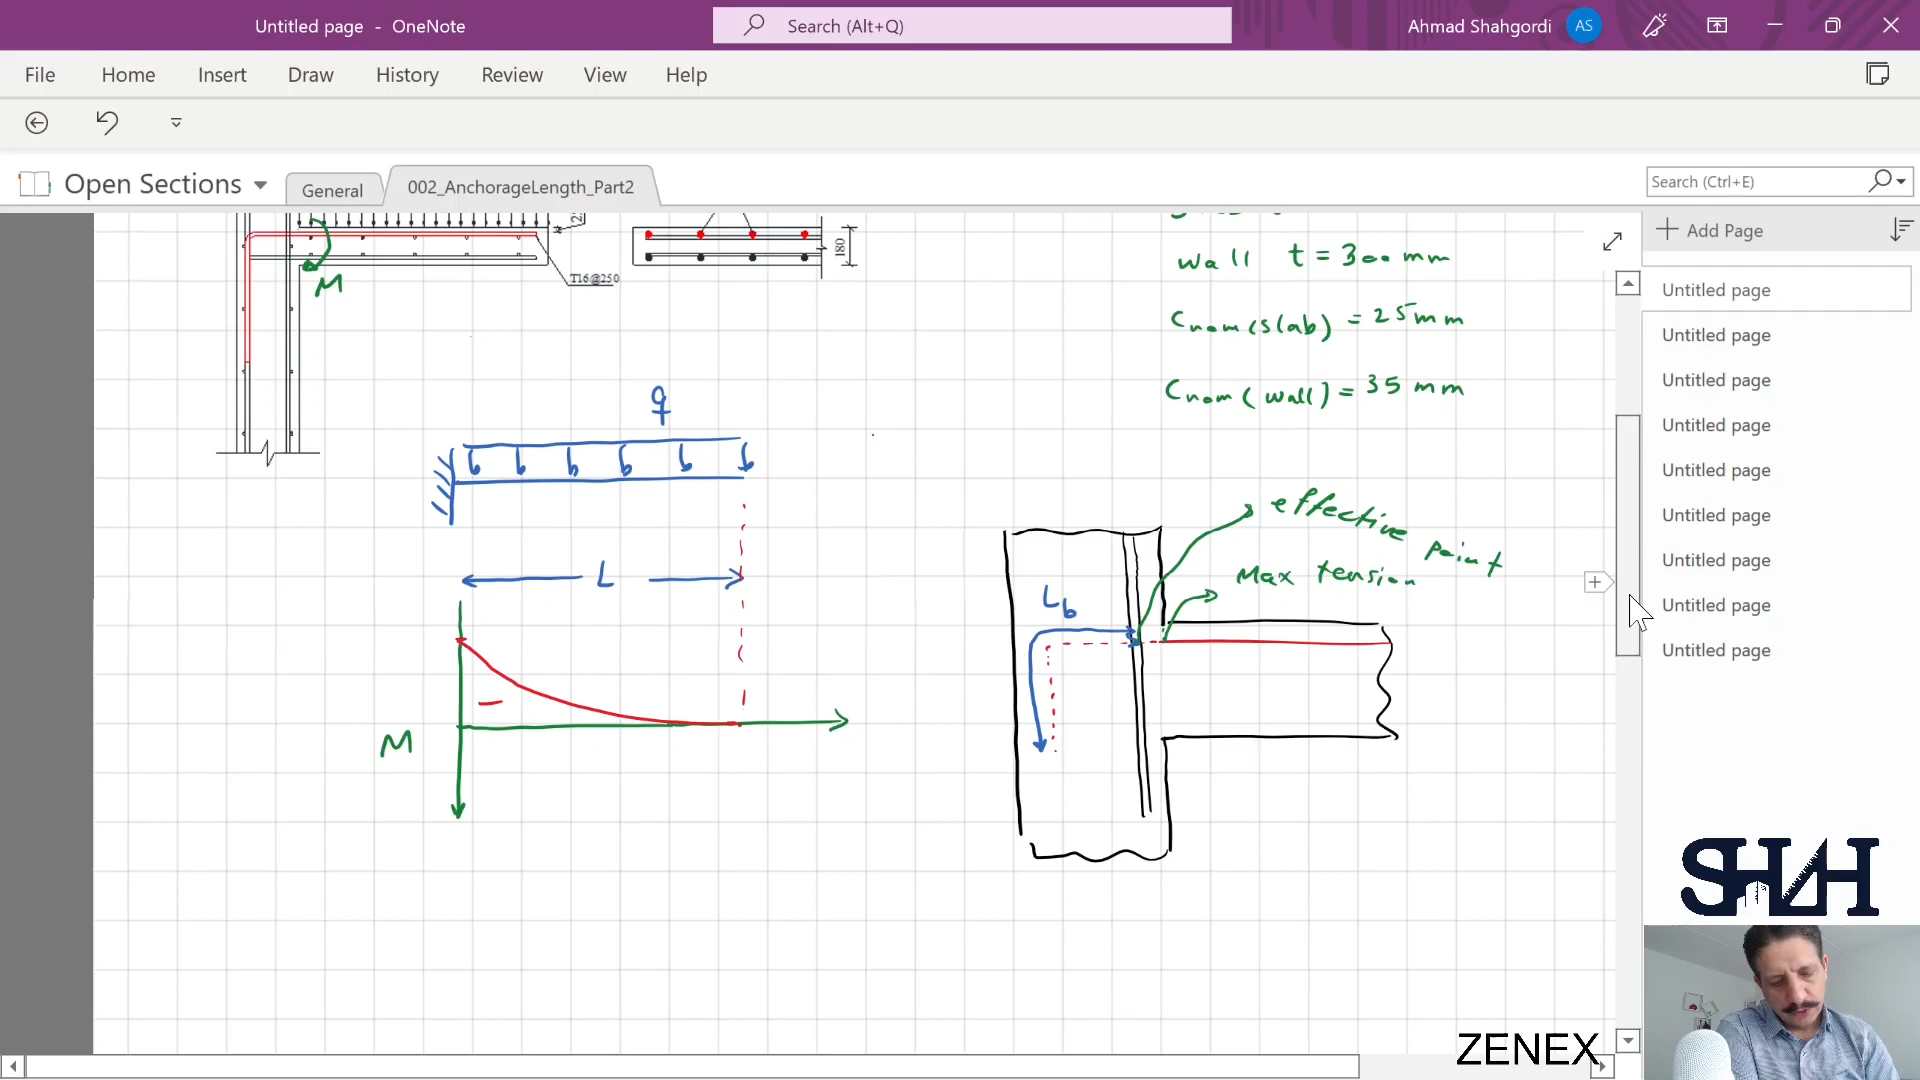 Untitled page - OneNote
Search (Alt+Q)
Ahmad Shahgordi
AS
File Home Insert Draw History Review View Help
Open Sections
General
002_AnchorageLength_Part2
Search (Ctrl+E)
Add Page
Untitled page
Untitled page
Untitled page
Untitled page
Untitled page
Untitled page
Untitled page
Untitled page
Untitled page
M
T16@250
180
wall t = 300 mm
Cnom (slab) = 25mm
Cnom (wall) = 35 mm
q
L
M
effective point
Max tension
Lb
SHAH
ZENEX